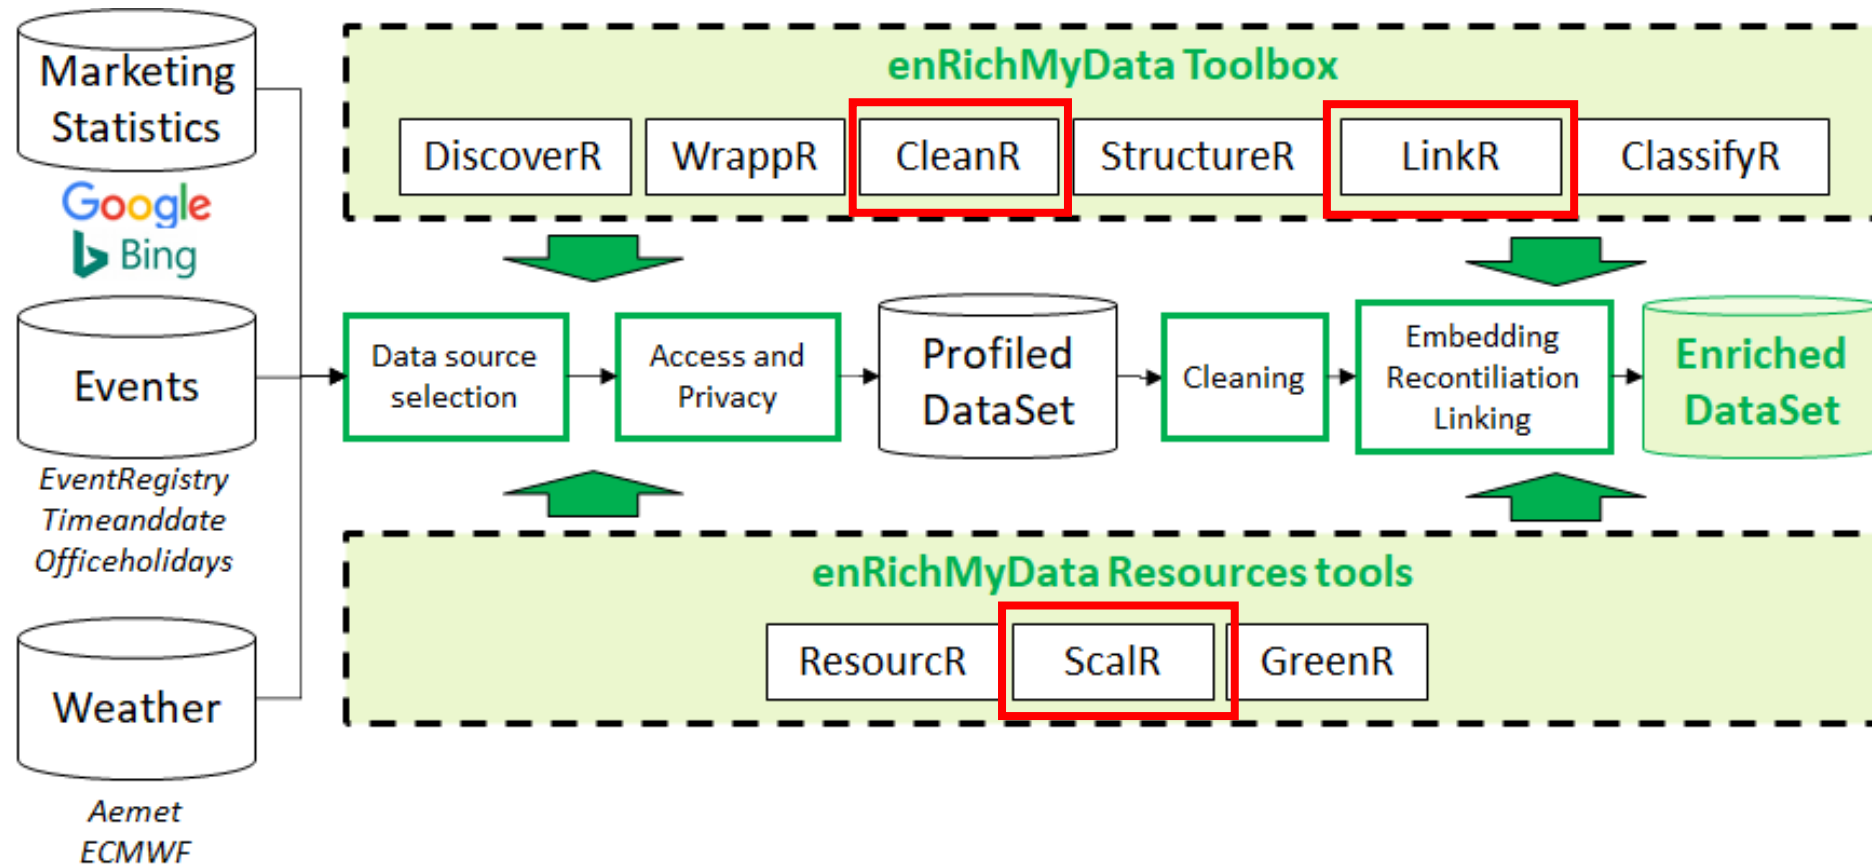 Marketing
Statistics
Google
Bing
Events
EventRegistry
Timeanddate
Officeholidays
Weather
Aemet
ECMWF
enRichMyData Toolbox
DiscoverR
WrappR
CleanR
StructureR
LinkR
ClassifyR
Data source
selection
Access and
Privacy
Profiled
DataSet
Cleaning
Embedding
Recontiliation
Linking
Enriched
DataSet
enRichMyData Resources tools
ResourcR
ScalR
GreenR